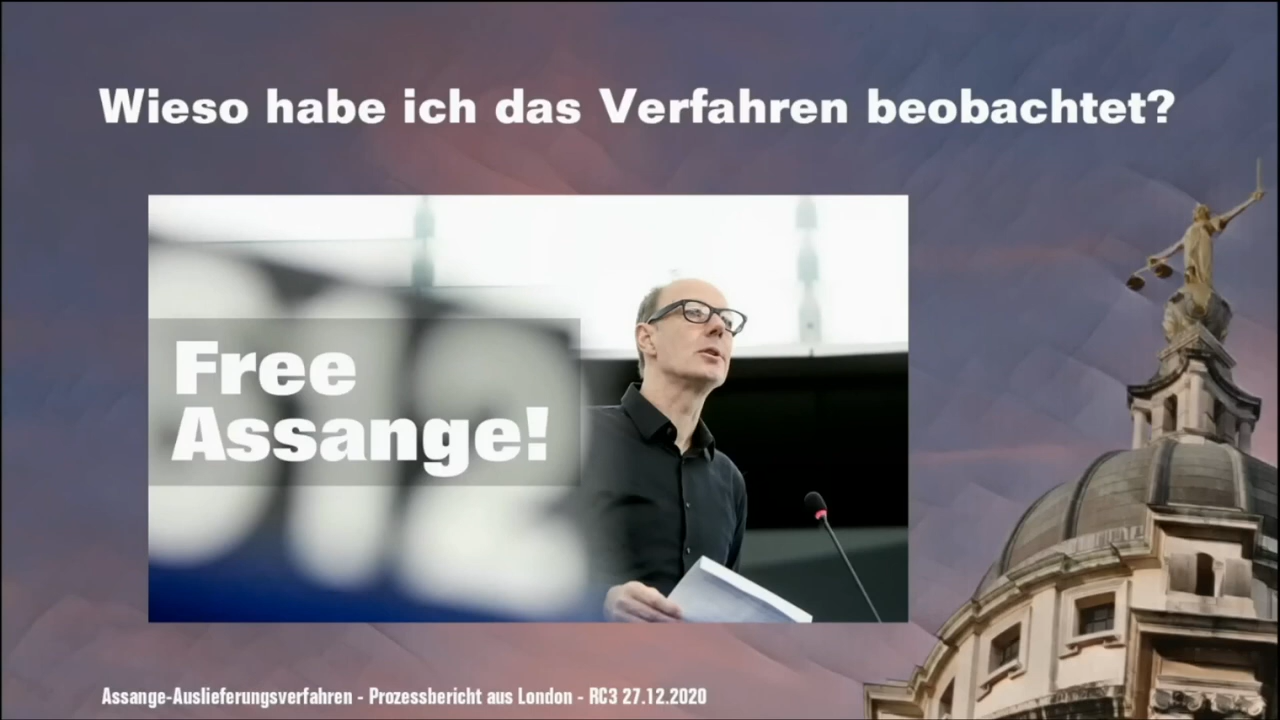 Wieso habe ich das Verfahren beobachtet?
Free
Assange!
Assange-Auslieferungsverfahren - Prozessbericht aus London - RC3 27.12.2020